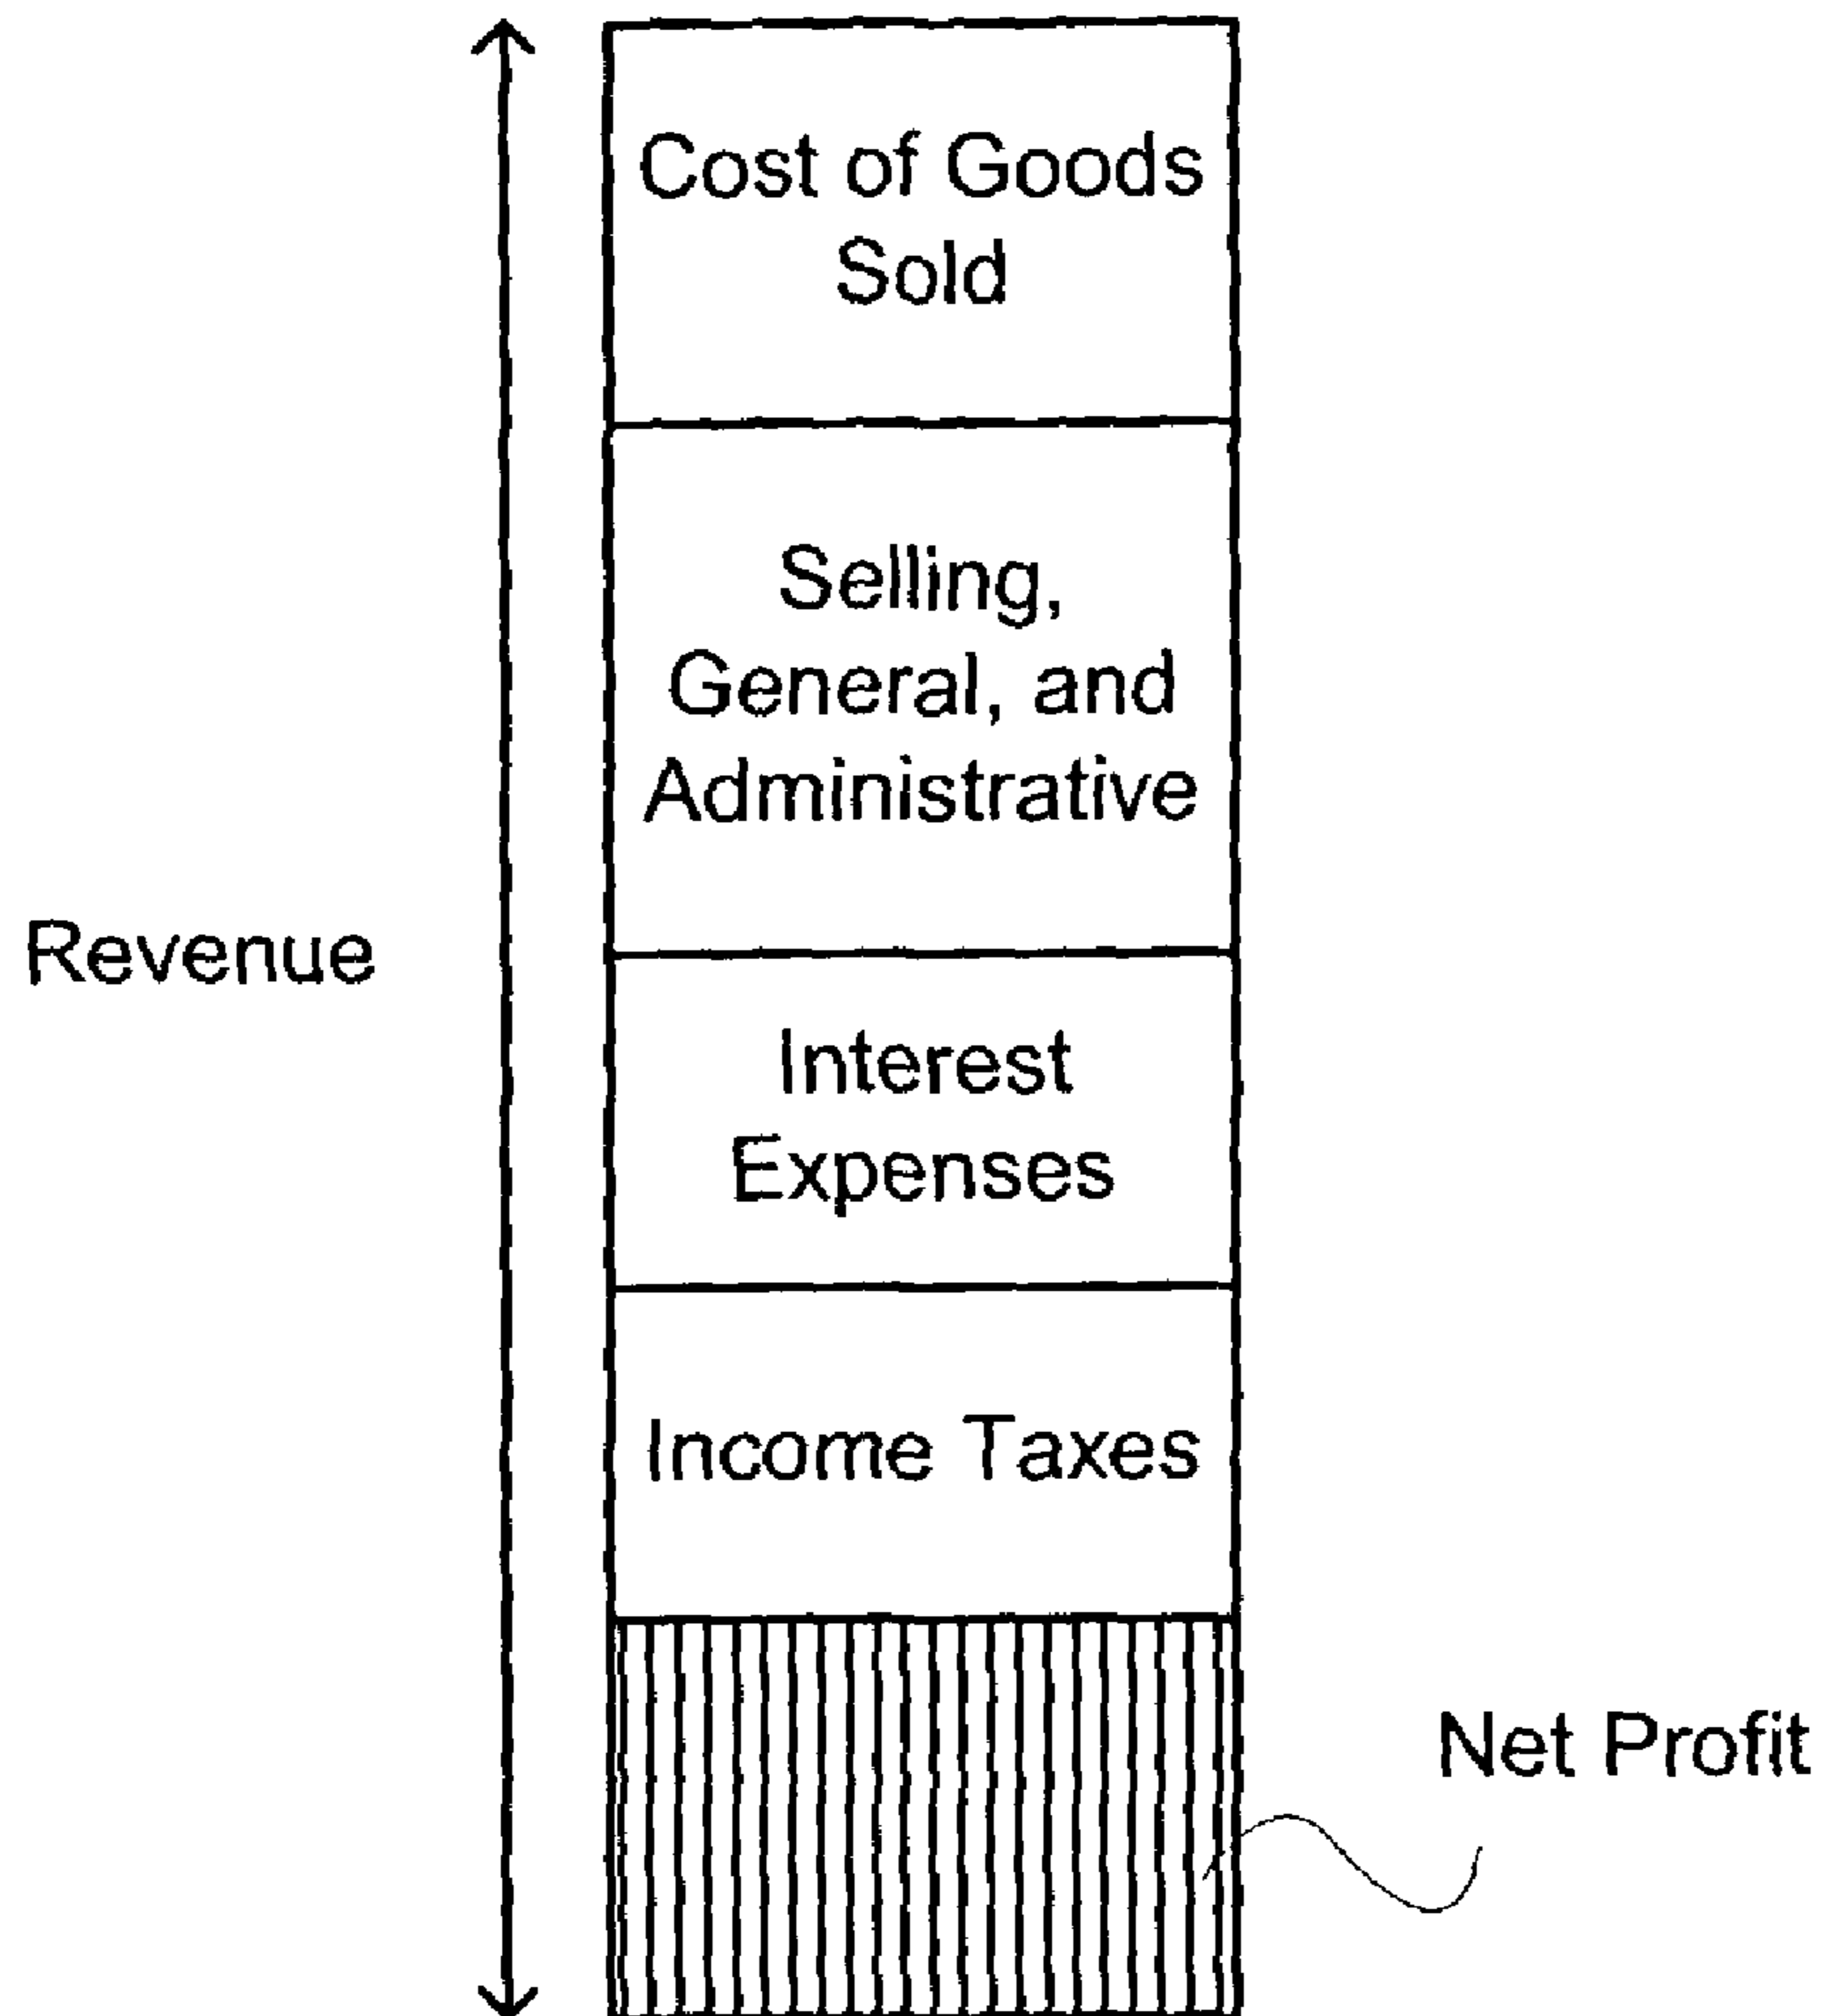 Cost of Goods
Sold
Selling,
General, and
Administrative
Revenue
Interest
Expenses
Income Taxes
Net Profit